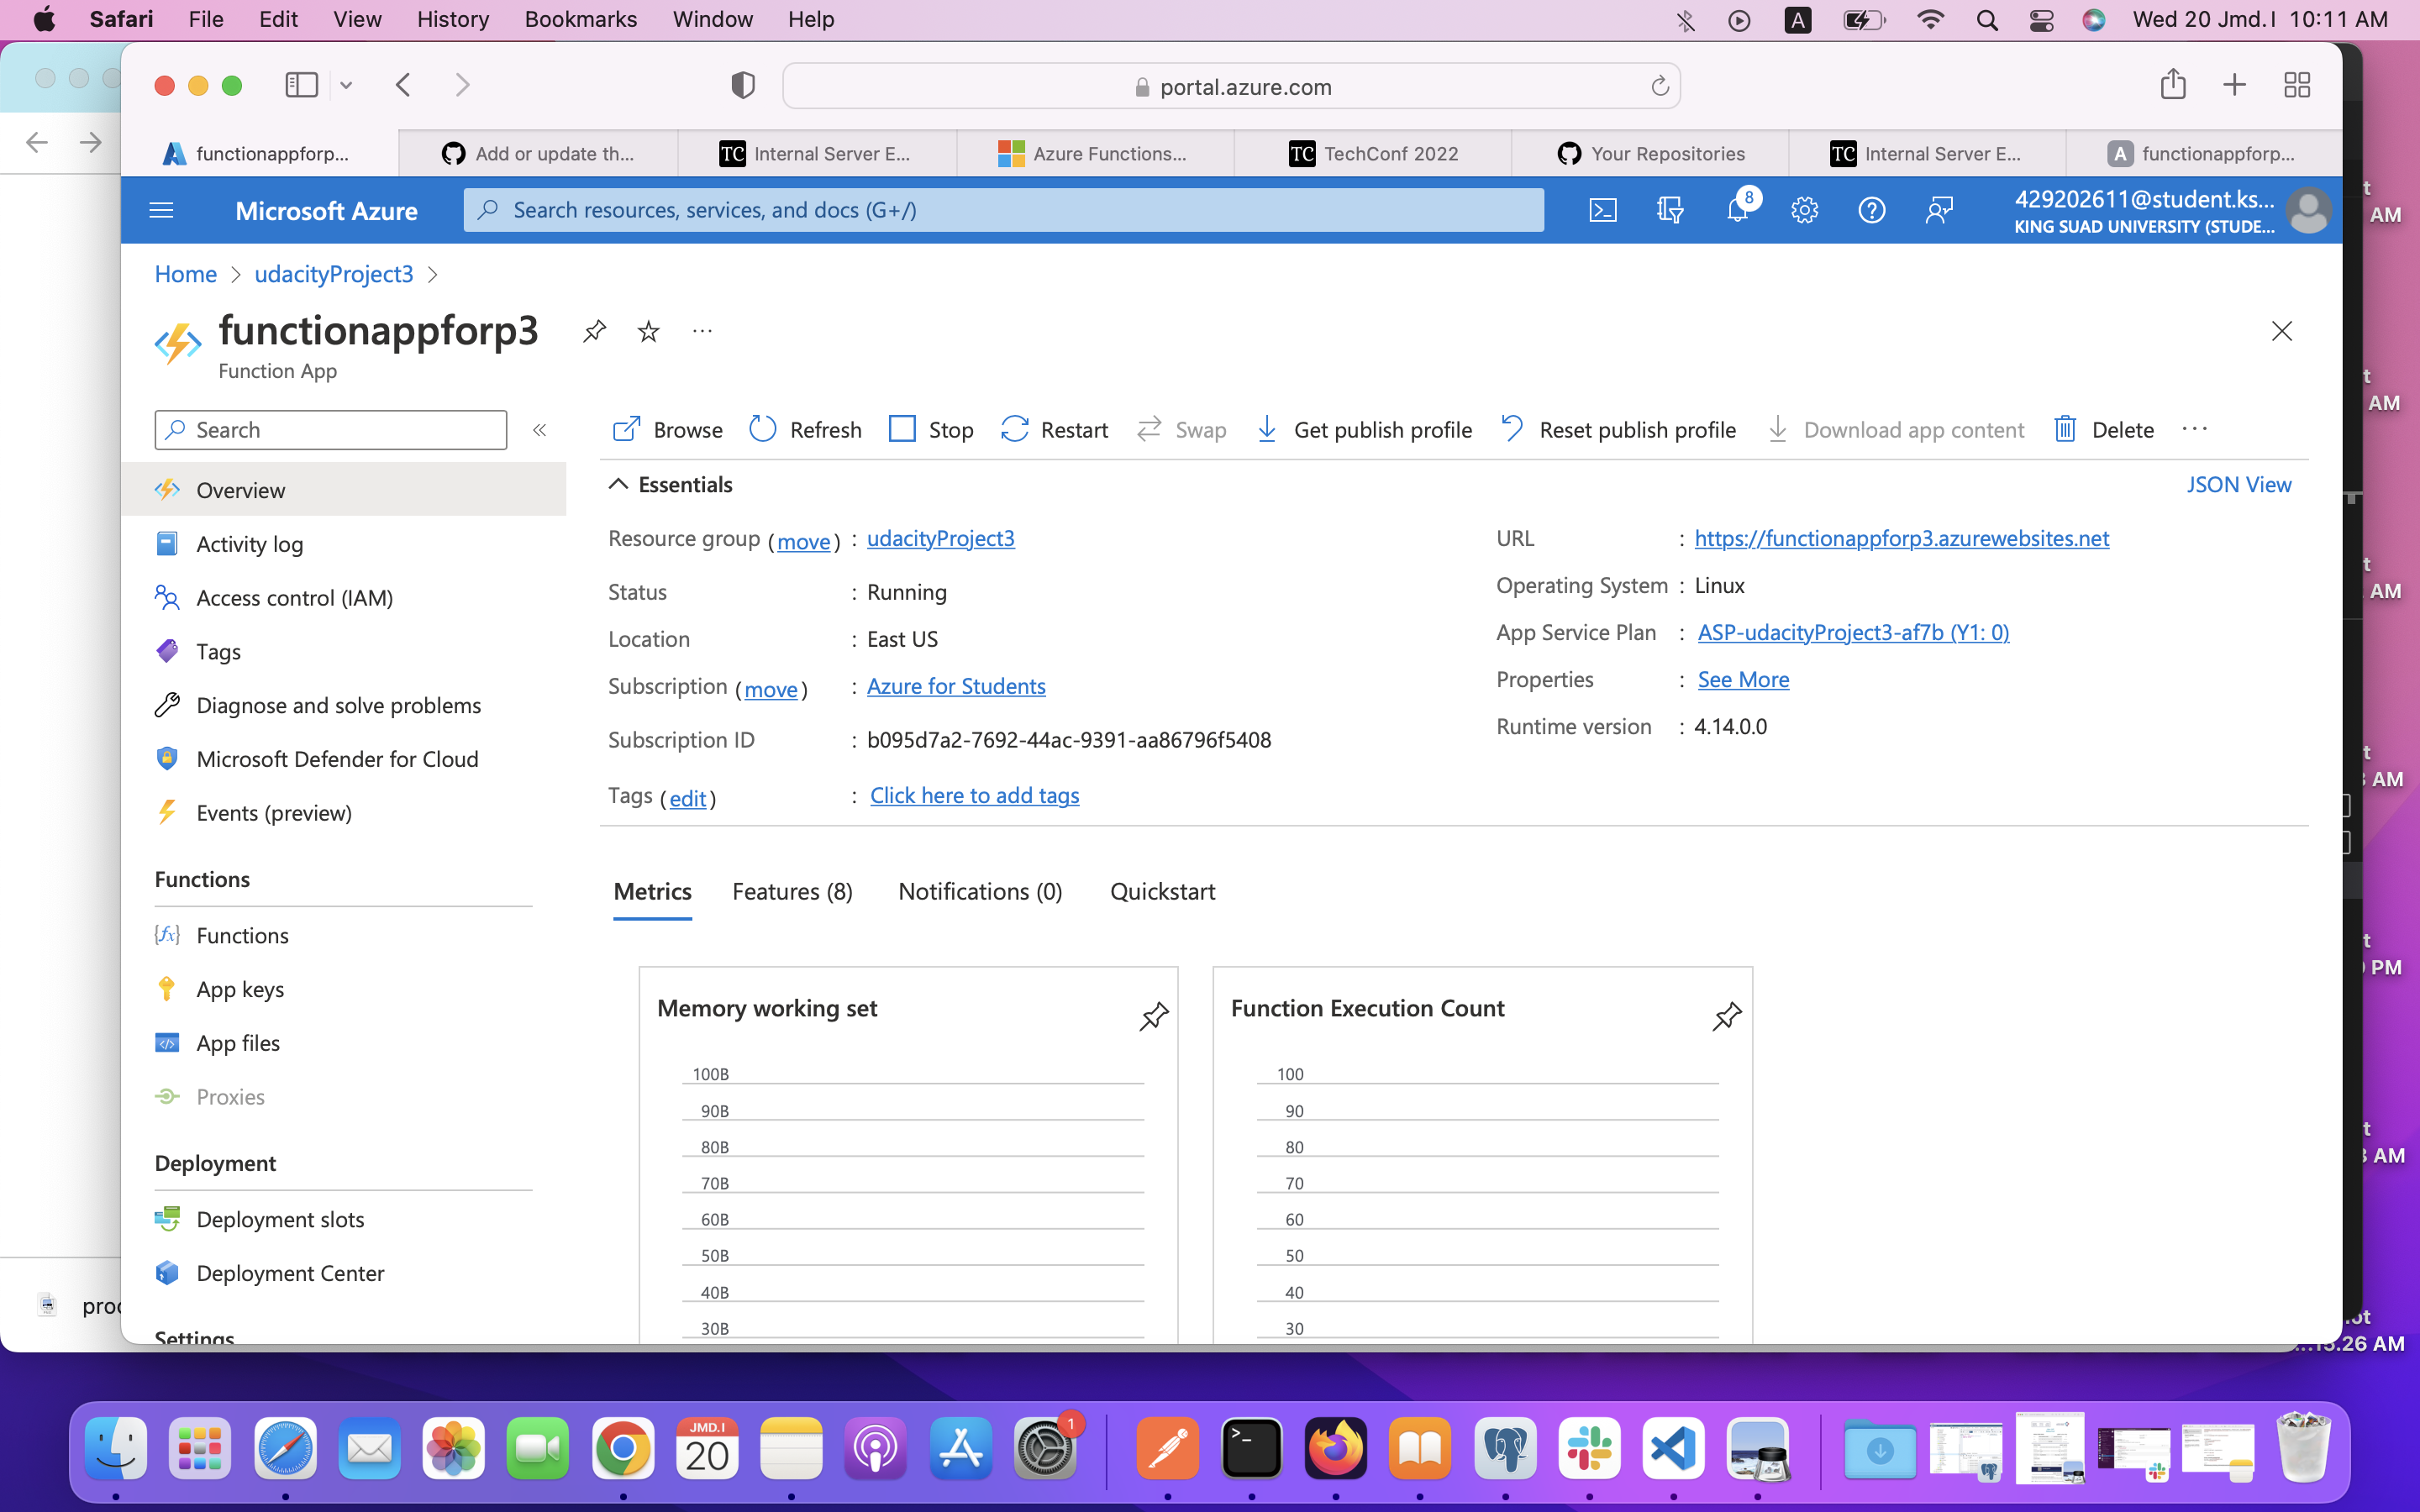 Safari File Edit View History Bookmarks Window Help
A
Wed 20 Jmd.I 10:11 AM
portal.azure.com
functionappforp...
Add or update th...
TC Internal Server E...
Azure Functions...
TC TechConf 2022
Your Repositories
TC Internal Server E...
A functionappforp...
Microsoft Azure
Search resources, services, and docs (G+/)
8
429202611@student.ks...
KING SUAD UNIVERSITY (STUDE...
Home > udacityProject3 >
functionappforp3
Function App
Search
Browse
Refresh
Stop
Restart
Swap
Get publish profile
Reset publish profile
Download app content
Delete
Overview
Activity log
Access control (IAM)
Tags
Diagnose and solve problems
Microsoft Defender for Cloud
Events (preview)
Functions
Functions
App keys
App files
Proxies
Deployment
Deployment slots
Deployment Center
Settings
Essentials
JSON View
Resource group (move) : udacityProject3
Status : Running
Location : East US
Subscription (move) : Azure for Students
Subscription ID : b095d7a2-7692-44ac-9391-aa86796f5408
Tags (edit) : Click here to add tags
URL : https://functionappforp3.azurewebsites.net
Operating System : Linux
App Service Plan : ASP-udacityProject3-af7b (Y1: 0)
Properties : See More
Runtime version : 4.14.0.0
Metrics
Features (8)
Notifications (0)
Quickstart
Memory working set
100B
90B
80B
70B
60B
50B
40B
30B
Function Execution Count
100
90
80
70
60
50
40
30
AM
AM
AM
AM
PM
AM
...15.26 AM
JMD.I
20
1